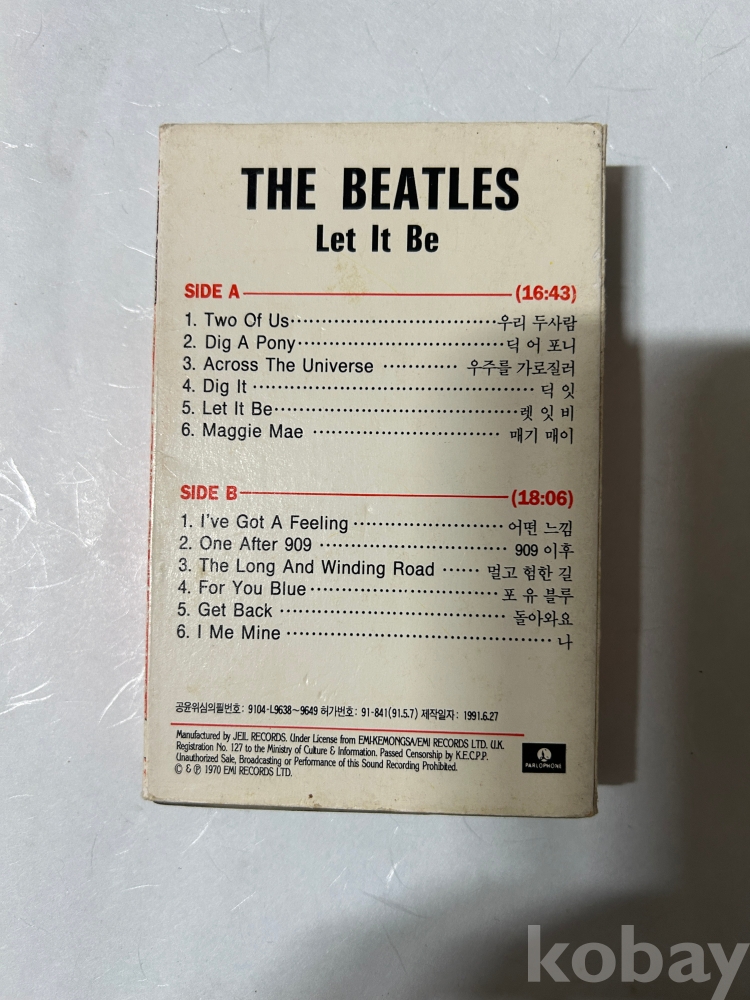 THE BEATLES
Let It Be
SIDE A (16:43)
1. Two Of Us 우리 두사람
2. Dig A Pony 딕 어 포니
3. Across The Universe 우주를 가로질러
4. Dig It 딕 잇
5. Let It Be 렛 잇 비
6. Maggie Mae 매기 매이
SIDE B (18:06)
1. I've Got A Feeling 어떤 느낌
2. One After 909 909 이후
3. The Long And Winding Road 멀고 험한 길
4. For You Blue 포 유 블루
5. Get Back 돌아와요
6. I Me Mine 나
공윤위심의필번호: 9104-L9638~9649 허가번호: 91-841(91.5.7) 제작일자: 1991.6.27
Manufactured by JEIL RECORDS. Under License from EMI-KEMONGSA/EMI RECORDS LTD. U.K.
Registration No. 127 to the Ministry of Culture & Information. Passed Censorship by K.E.C.P.P.
Unauthorized Sale, Broadcasting or Performance of this Sound Recording Prohibited.
© & ℗ 1970 EMI RECORDS LTD.
PARLOPHONE
kobay